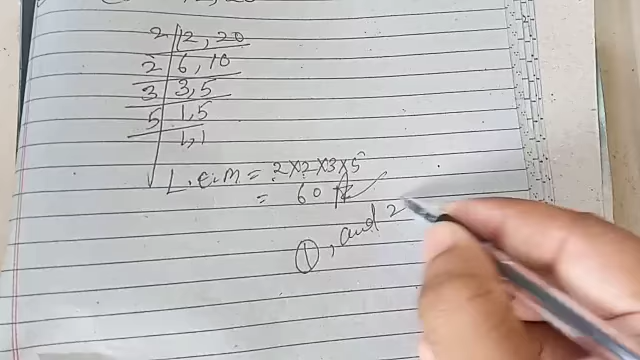 2 | 12, 20
2 | 6, 10
3 | 3, 5
5 | 1, 5
1, 1
L.C.M = 2×2×3×5
= 60
①, and 2